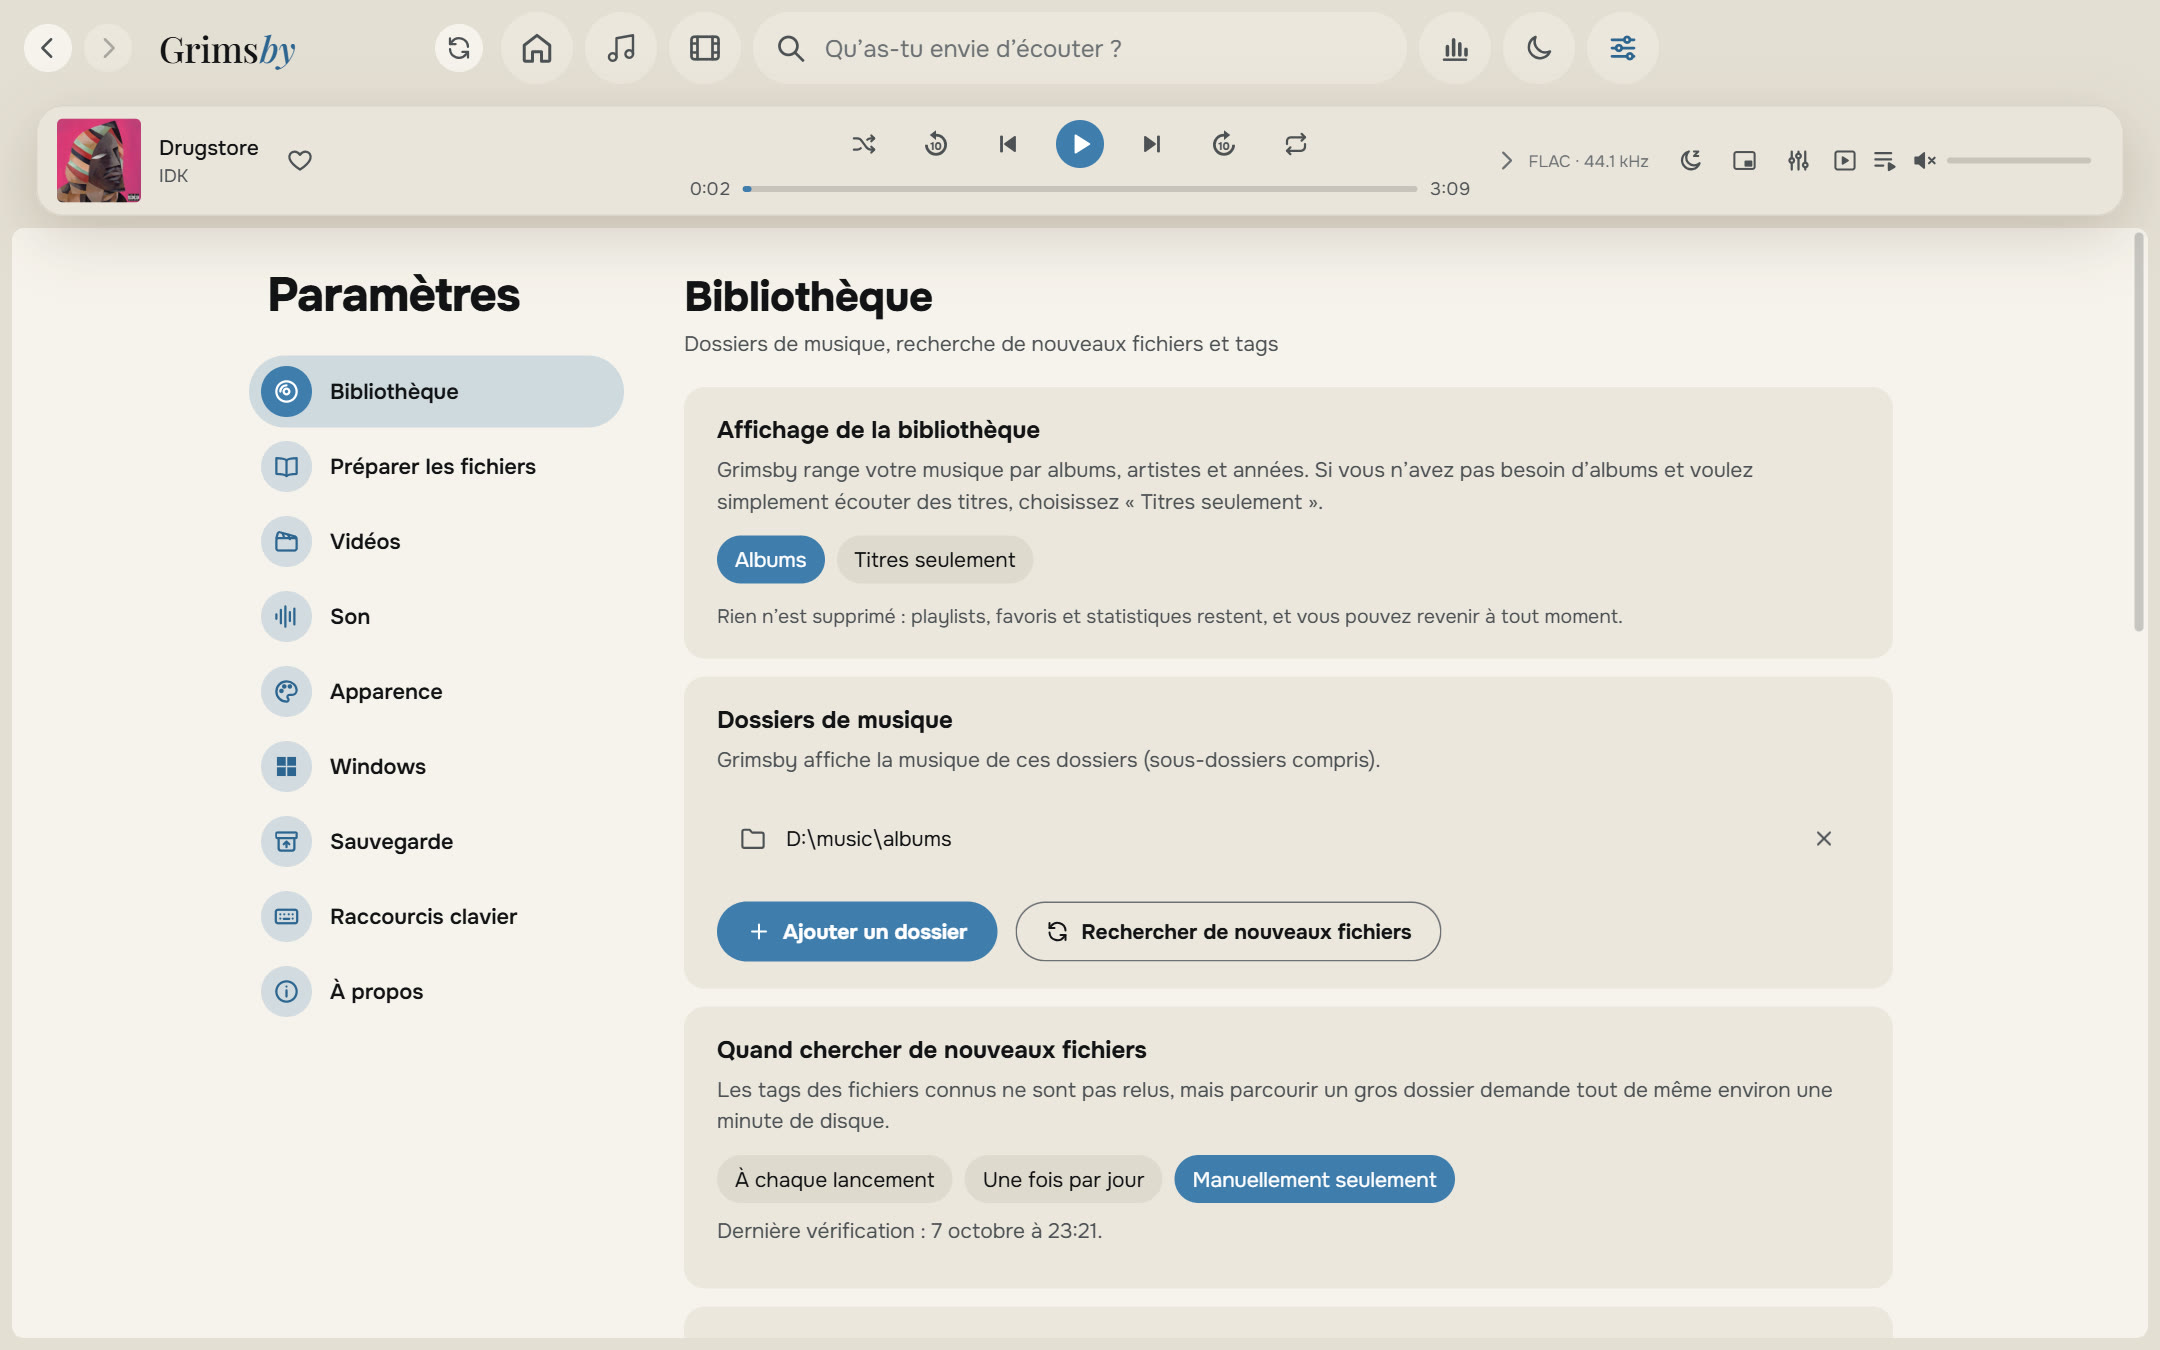 Grimsby
Qu’as-tu envie d’écouter ?
Drugstore
IDK
10
10
0:02
3:09
FLAC · 44.1 kHz
Paramètres
Bibliothèque
Préparer les fichiers
Vidéos
Son
Apparence
Windows
Sauvegarde
Raccourcis clavier
À propos
Bibliothèque
Dossiers de musique, recherche de nouveaux fichiers et tags
Affichage de la bibliothèque
Grimsby range votre musique par albums, artistes et années. Si vous n’avez pas besoin d’albums et voulez
simplement écouter des titres, choisissez « Titres seulement ».
Albums
Titres seulement
Rien n’est supprimé : playlists, favoris et statistiques restent, et vous pouvez revenir à tout moment.
Dossiers de musique
Grimsby affiche la musique de ces dossiers (sous-dossiers compris).
D:\music\albums
Ajouter un dossier
Rechercher de nouveaux fichiers
Quand chercher de nouveaux fichiers
Les tags des fichiers connus ne sont pas relus, mais parcourir un gros dossier demande tout de même environ une
minute de disque.
À chaque lancement
Une fois par jour
Manuellement seulement
Dernière vérification : 7 octobre à 23:21.